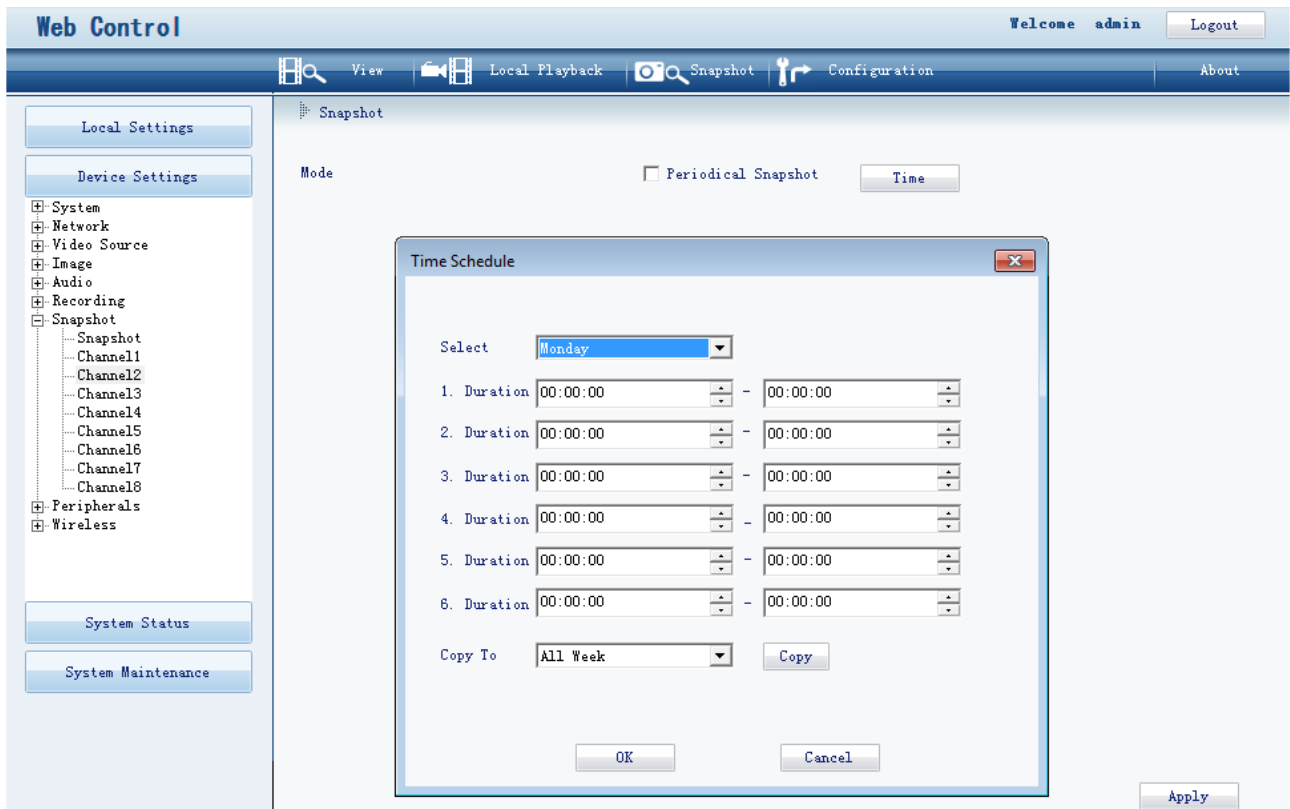 Web Control
Welcome admin
Logout
View
Local Playback
Snapshot
Configuration
About
Local Settings
Device Settings
System
Network
Video Source
Image
Audio
Recording
Snapshot
Snapshot
Channel1
Channel2
Channel3
Channel4
Channel5
Channel6
Channel7
Channel8
Peripherals
Wireless
System Status
System Maintenance
Snapshot
Mode
Periodical Snapshot
Time
Time Schedule
Select Monday
1. Duration 00:00:00 - 00:00:00
2. Duration 00:00:00 - 00:00:00
3. Duration 00:00:00 - 00:00:00
4. Duration 00:00:00 _ 00:00:00
5. Duration 00:00:00 - 00:00:00
6. Duration 00:00:00 - 00:00:00
Copy To All Week Copy
OK Cancel
Apply